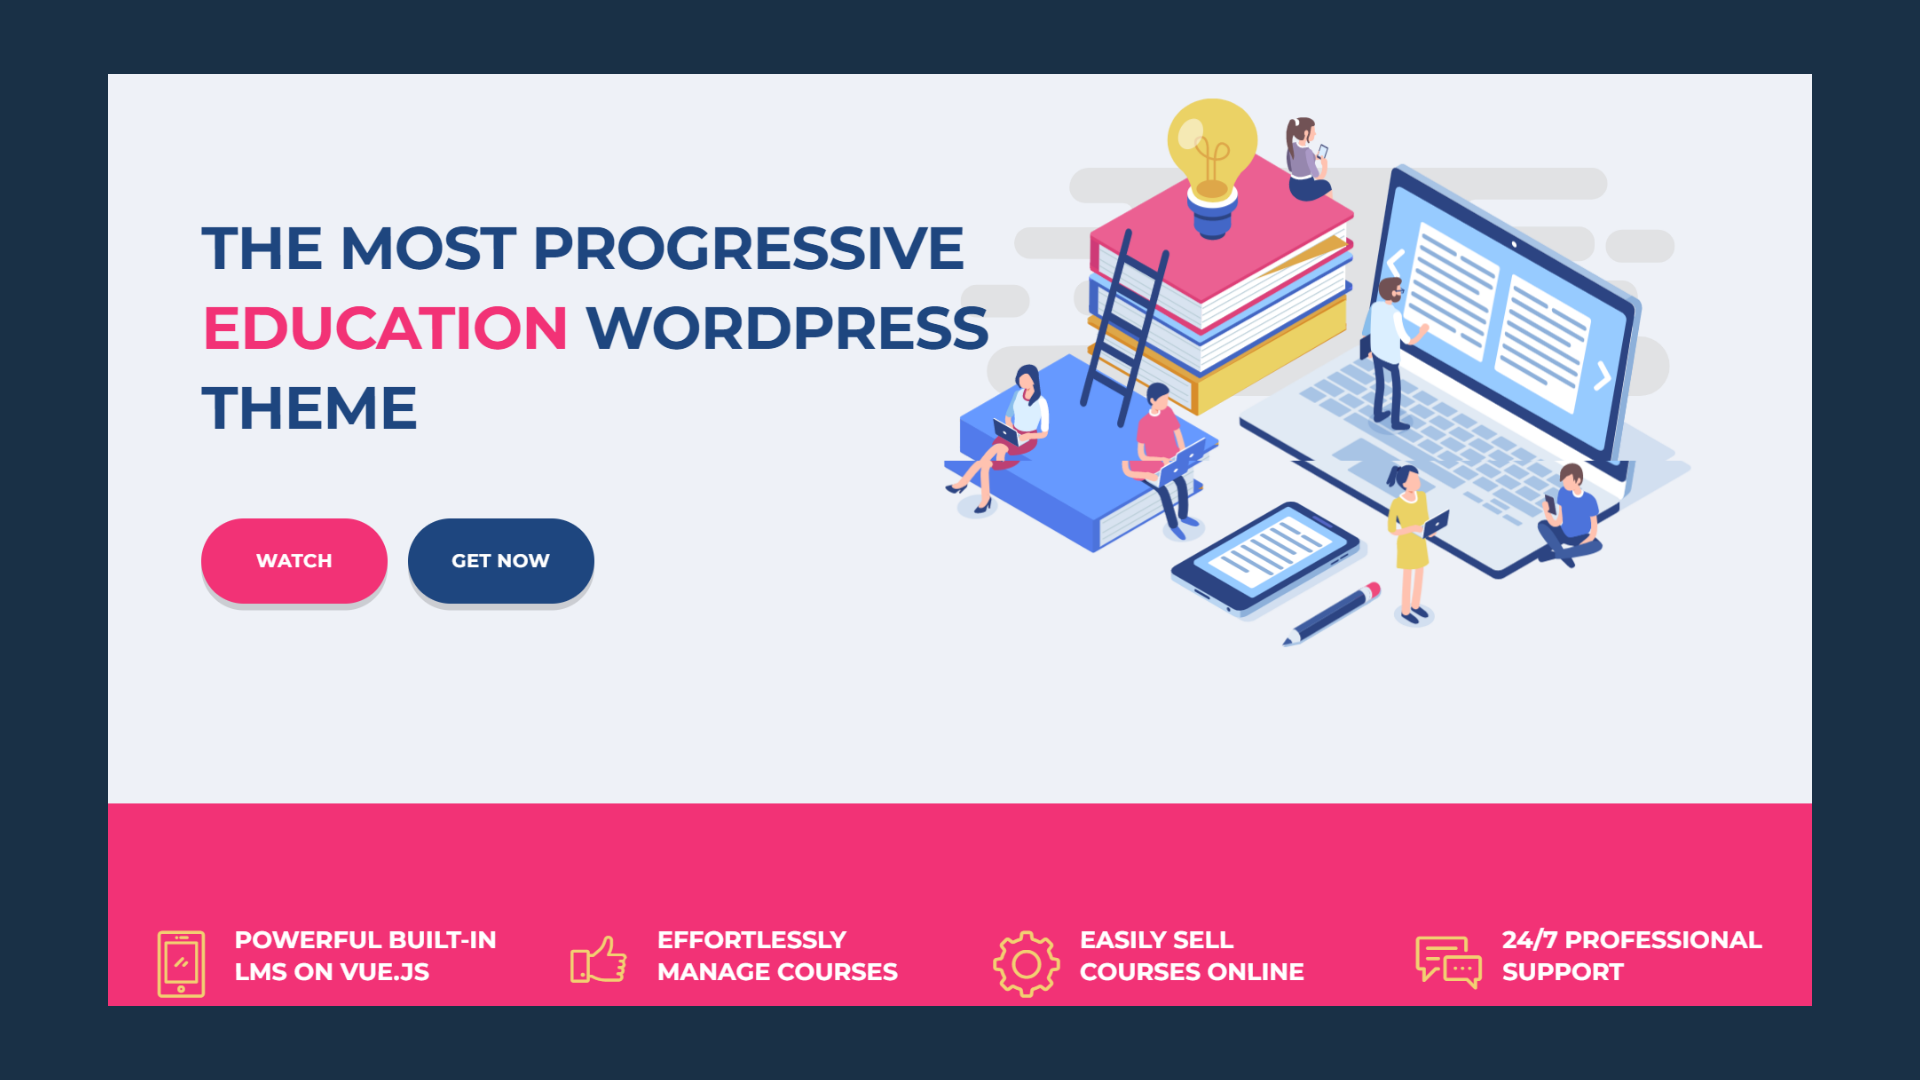 THE MOST PROGRESSIVE
EDUCATION WORDPRESS
THEME
WATCH
GET NOW
POWERFUL BUILT-IN
LMS ON VUE.JS
EFFORTLESSLY
MANAGE COURSES
EASILY SELL
COURSES ONLINE
24/7 PROFESSIONAL
SUPPORT